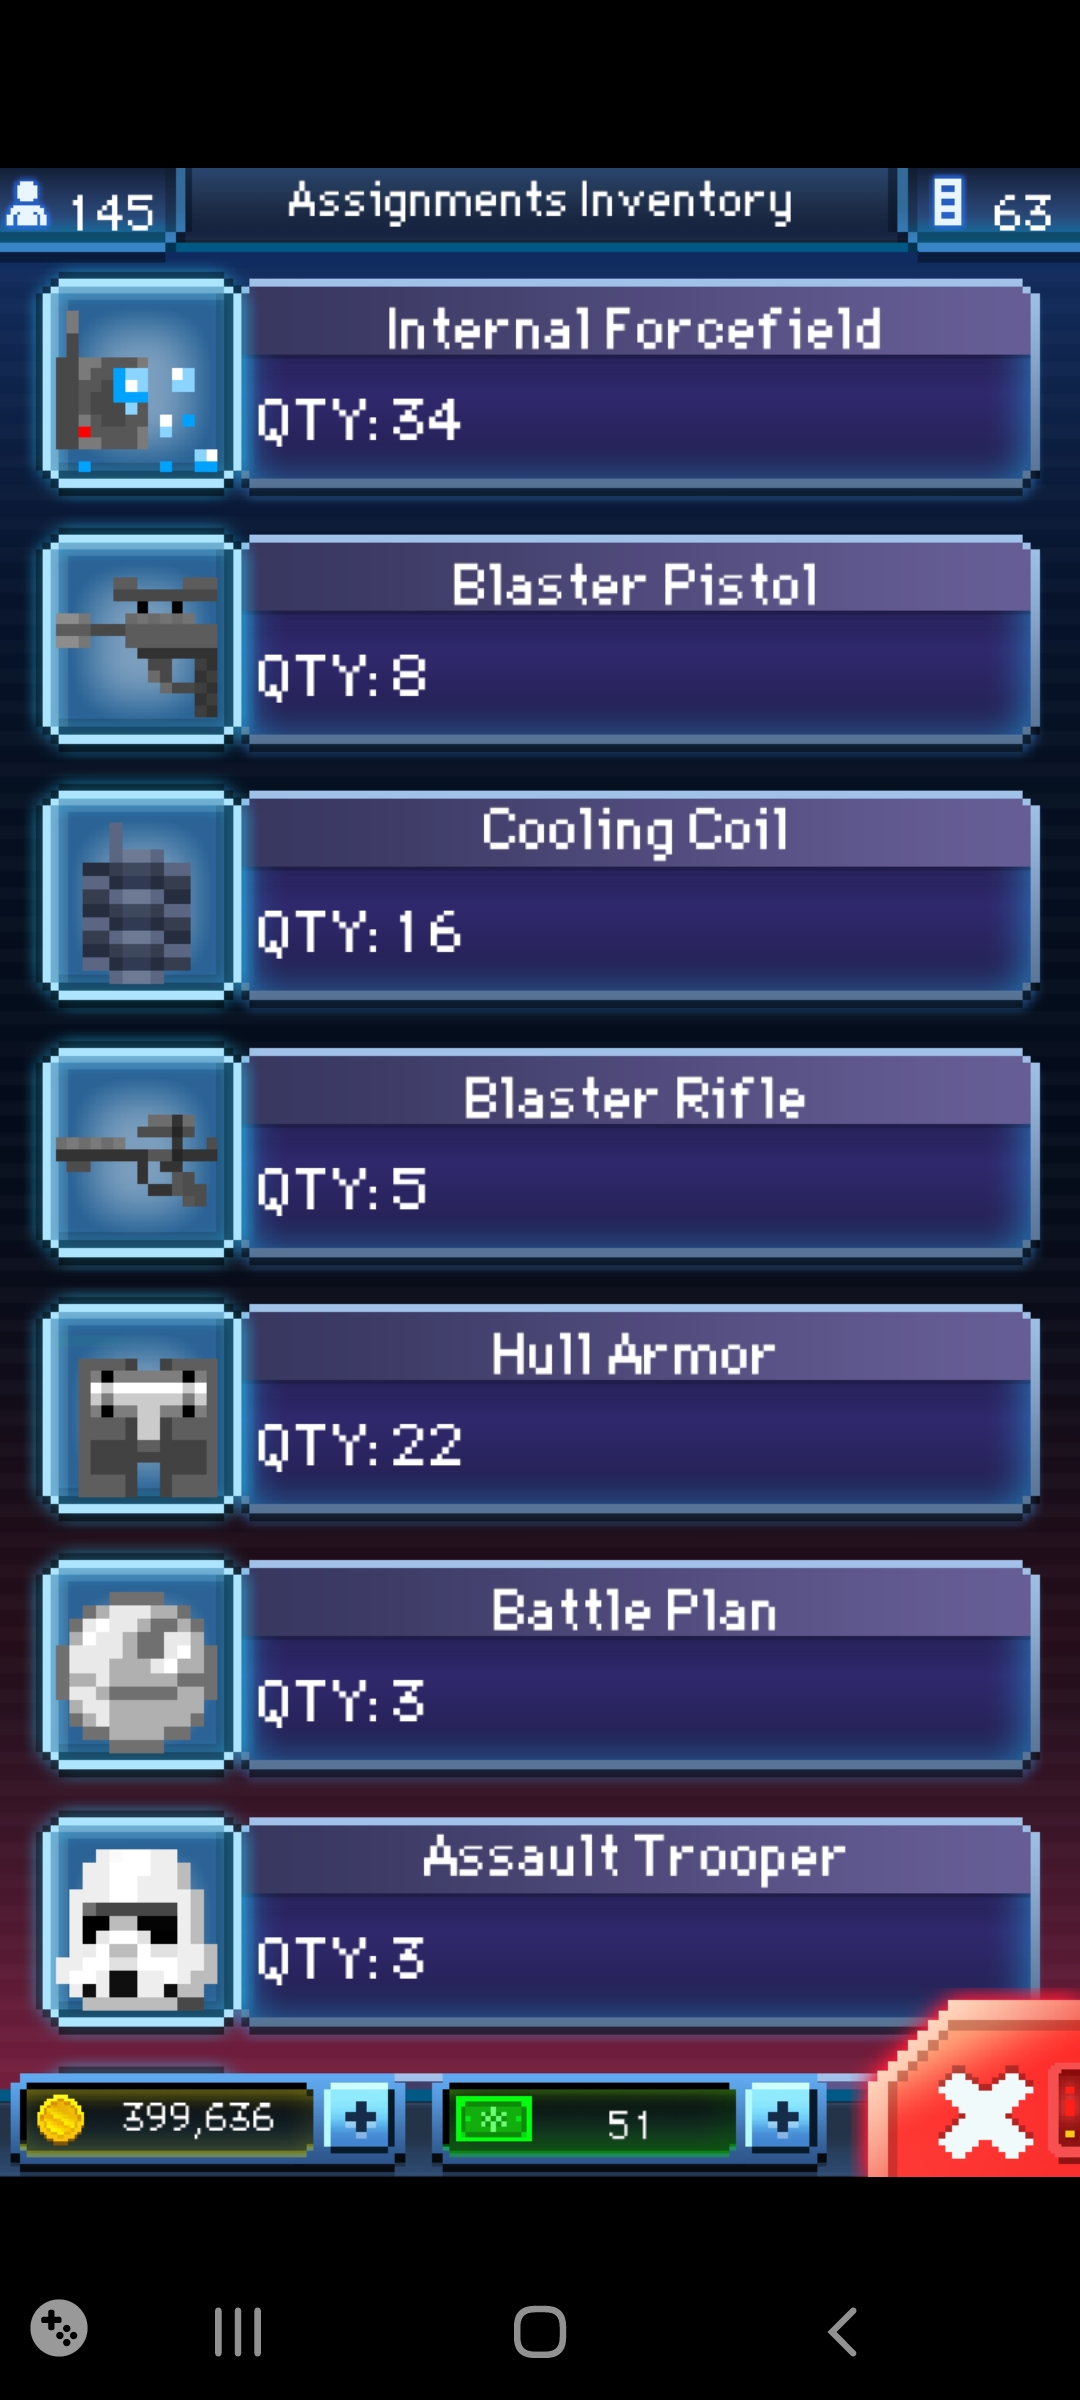 145
Assignments Inventory
63
Internal Forcefield
QTY: 34
Blaster Pistol
QTY: 8
Cooling Coil
QTY: 16
Blaster Rifle
QTY: 5
Hull Armor
QTY: 22
Battle Plan
QTY: 3
Assault Trooper
QTY: 3
399,636
51